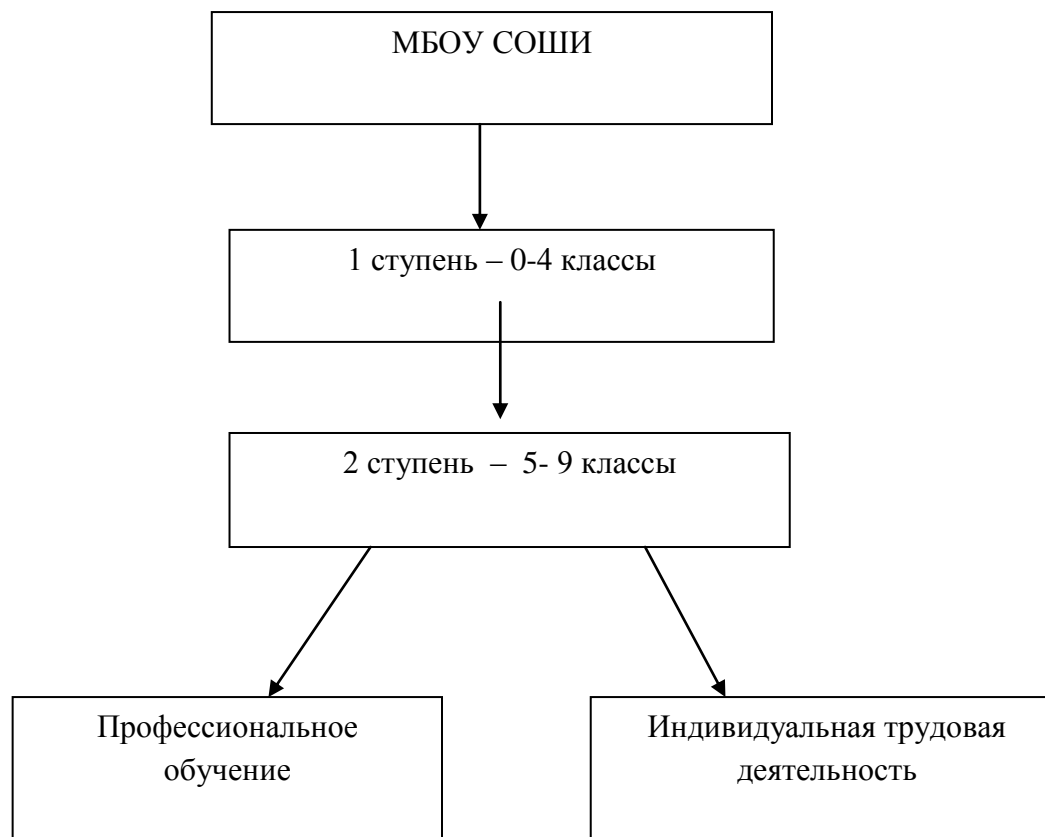 МБОУ СОШИ
1 ступень – 0-4 классы
2 ступень – 5- 9 классы
Профессиональное
обучение
Индивидуальная трудовая
деятельность